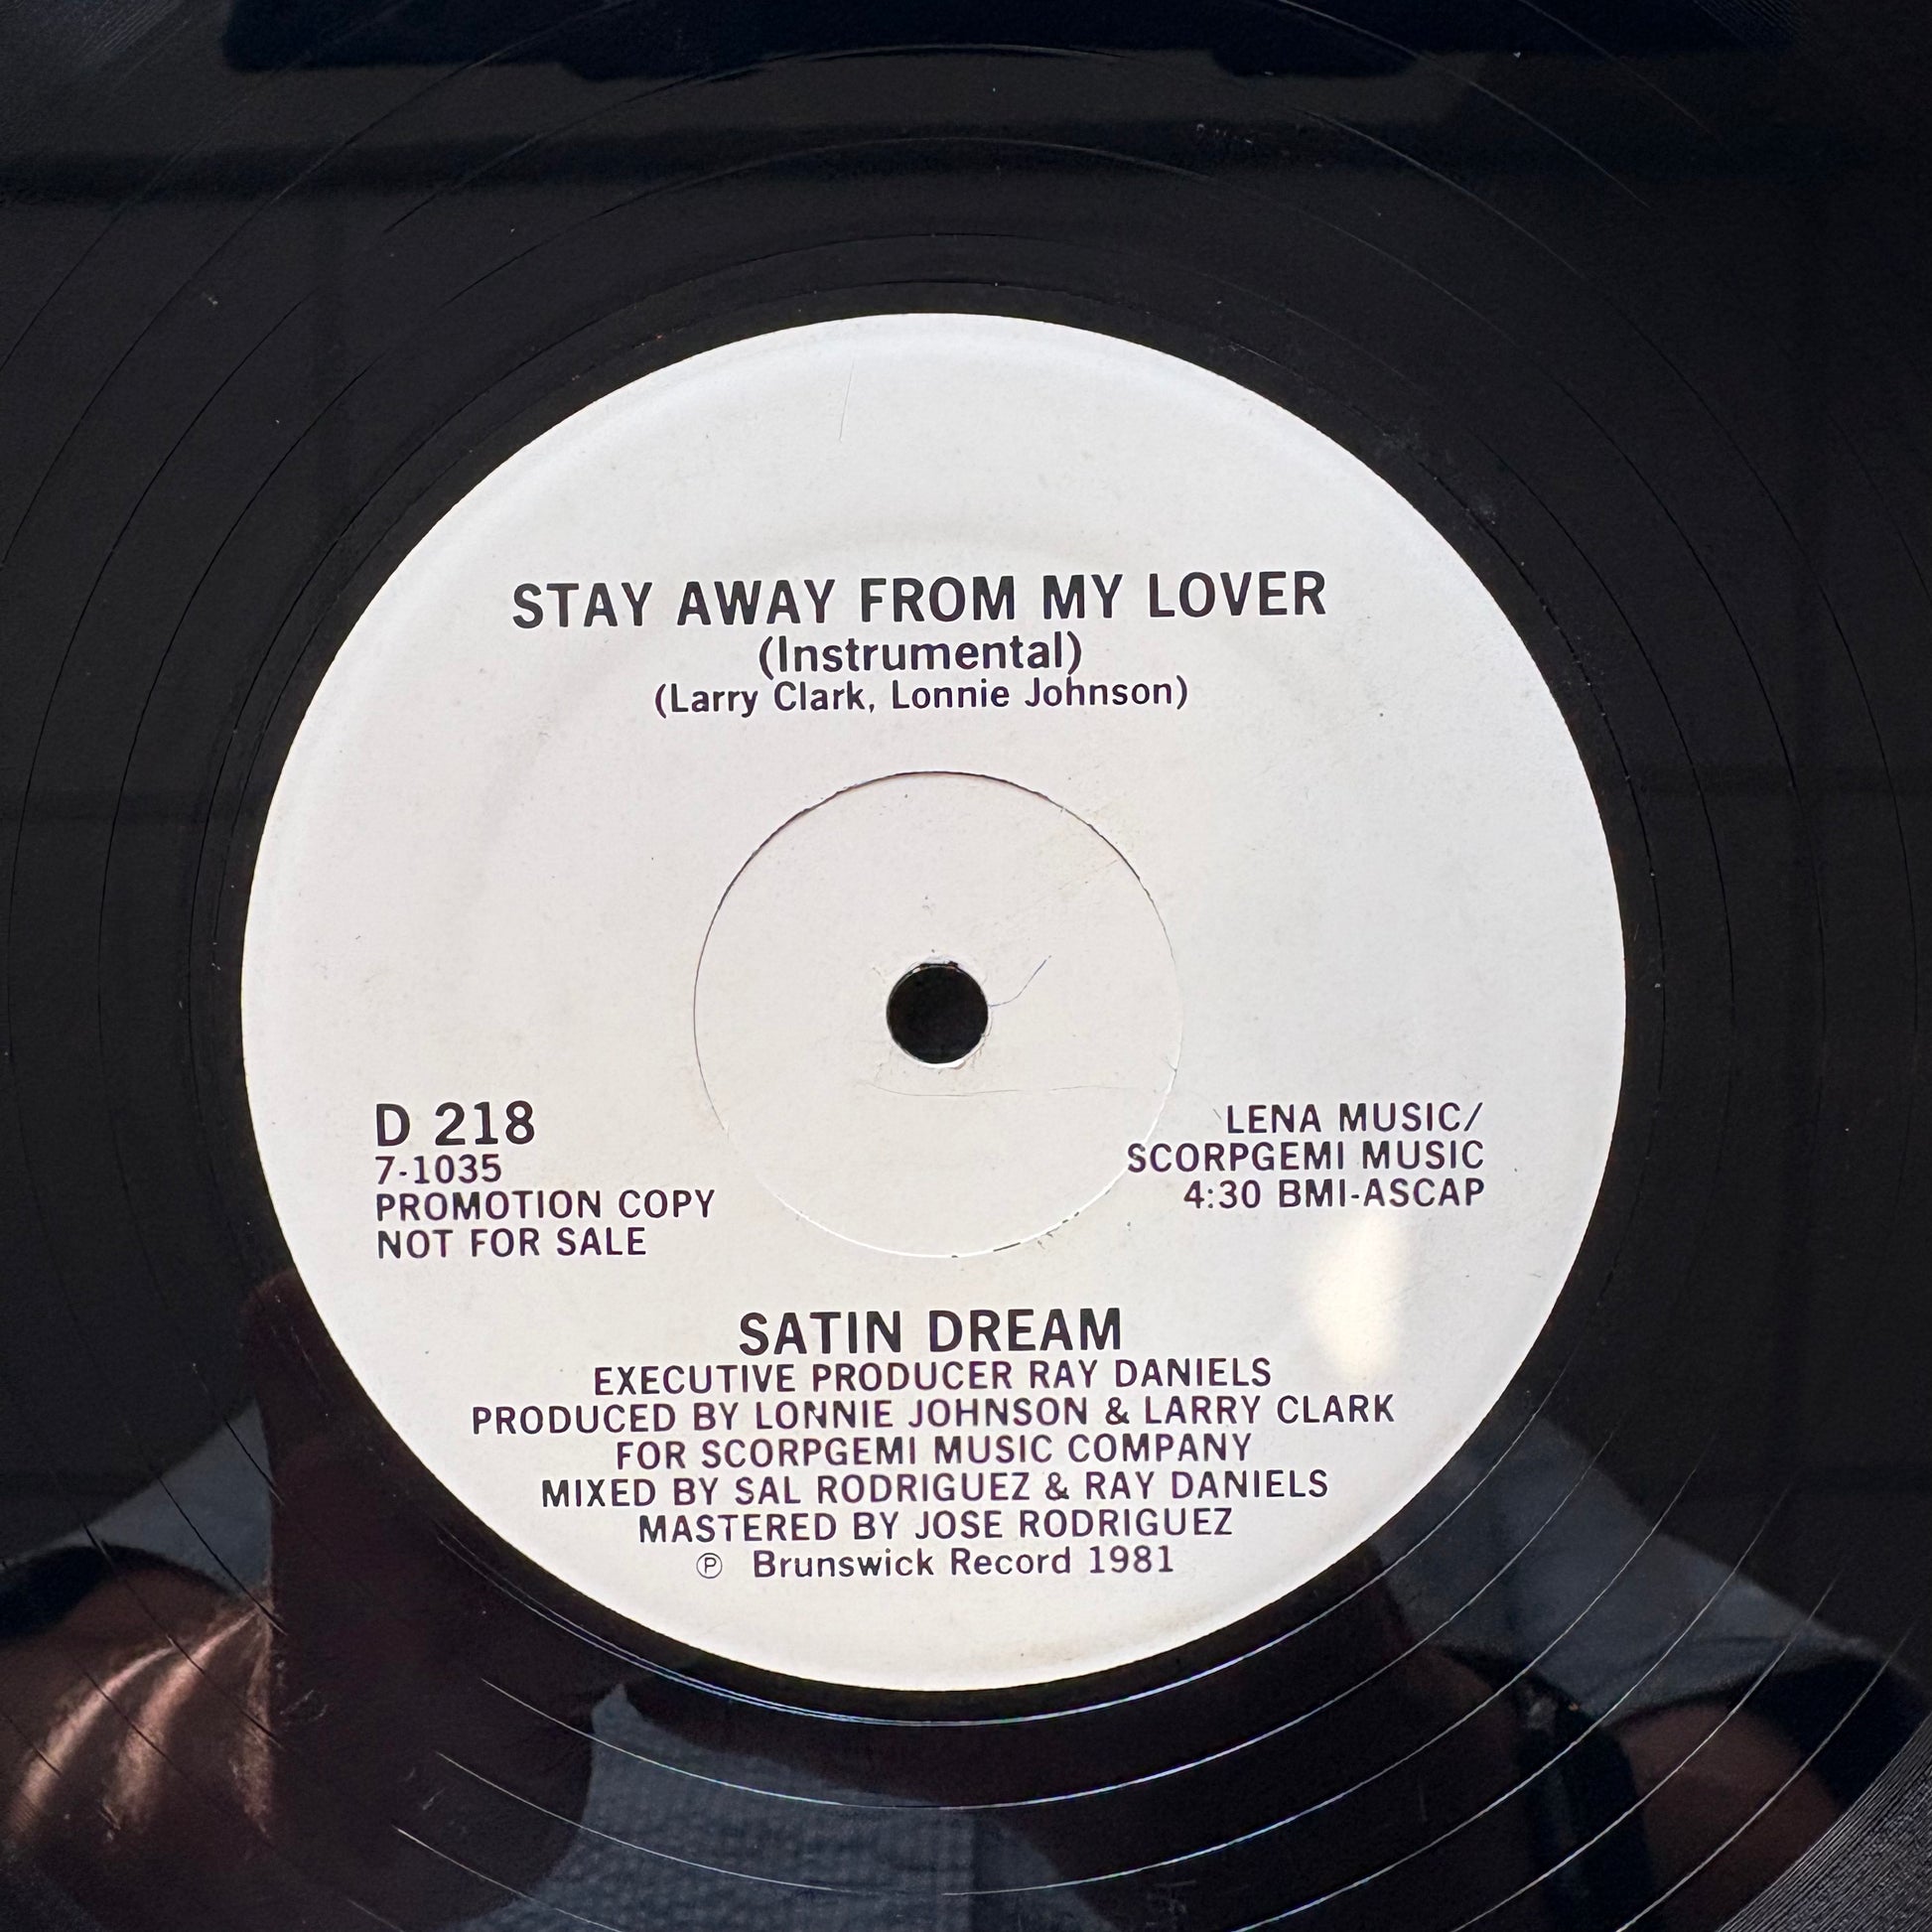 STAY AWAY FROM MY LOVER
(Instrumental)
(Larry Clark, Lonnie Johnson)
D 218
7-1035
PROMOTION COPY
NOT FOR SALE
LENA MUSIC/
SCORPGEMI MUSIC
4:30 BMI-ASCAP
SATIN DREAM
EXECUTIVE PRODUCER RAY DANIELS
PRODUCED BY LONNIE JOHNSON & LARRY CLARK
FOR SCORPGEMI MUSIC COMPANY
MIXED BY SAL RODRIGUEZ & RAY DANIELS
MASTERED BY JOSE RODRIGUEZ
℗ Brunswick Record 1981